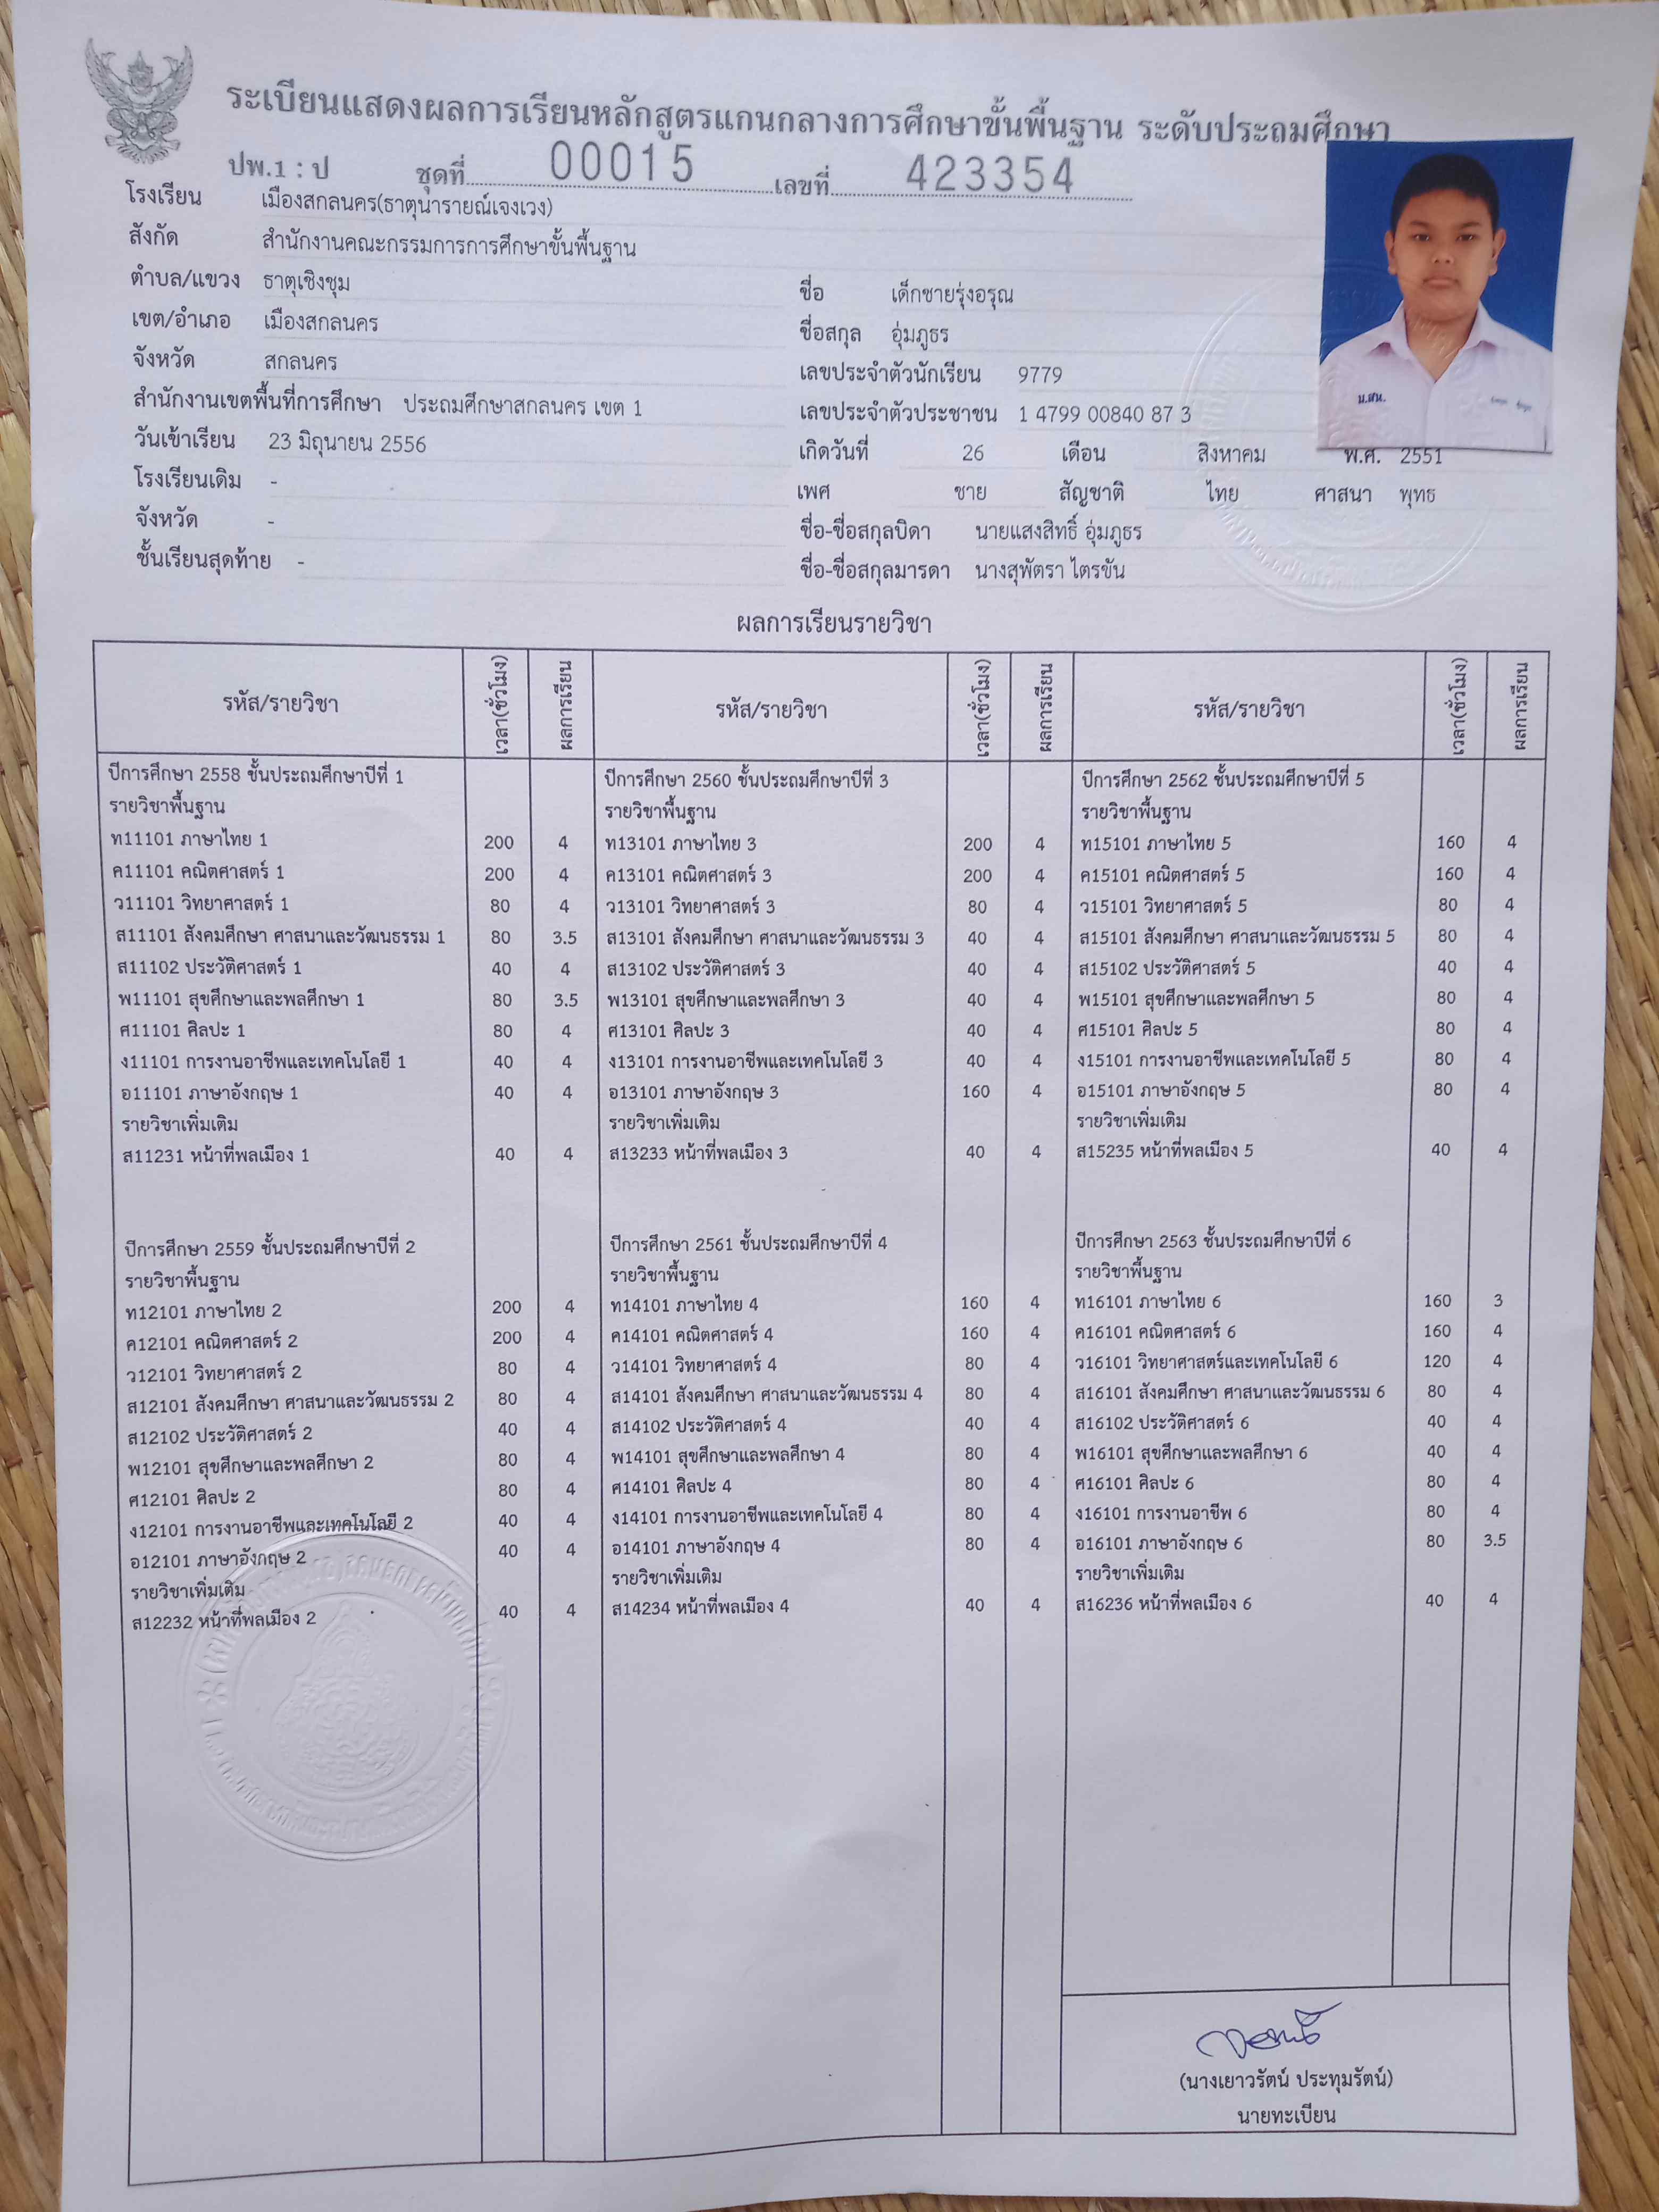 ระเบียนแสดงผลการเรียนหลักสูตรแกนกลางการศึกษาขั้นพื้นฐาน ระดับประถมศึกษา
ปพ.1 : ป ชุดที่ 00015 เลขที่ 423354
โรงเรียน เมืองสกลนคร(ธาตุนารายณ์เจงเวง)
สังกัด สำนักงานคณะกรรมการการศึกษาขั้นพื้นฐาน
ตำบล/แขวง ธาตุเชิงชุม
เขต/อำเภอ เมืองสกลนคร
จังหวัด สกลนคร
สำนักงานเขตพื้นที่การศึกษา ประถมศึกษาสกลนคร เขต 1
วันเข้าเรียน 23 มิถุนายน 2556
โรงเรียนเดิม -
จังหวัด -
ชั้นเรียนสุดท้าย -
ชื่อ เด็กชายรุ่งอรุณ
ชื่อสกุล อุ่มภูธร
เลขประจำตัวนักเรียน 9779
เลขประจำตัวประชาชน 1 4799 00840 87 3
เกิดวันที่ 26 เดือน สิงหาคม พ.ศ. 2551
เพศ ชาย สัญชาติ ไทย ศาสนา พุทธ
ชื่อ-ชื่อสกุลบิดา นายแสงสิทธิ์ อุ่มภูธร
ชื่อ-ชื่อสกุลมารดา นางสุพัตรา ไตรขัน
ม.สน.
ผลการเรียนรายวิชา
รหัส/รายวิชา เวลา(ชั่วโมง) ผลการเรียน รหัส/รายวิชา เวลา(ชั่วโมง) ผลการเรียน รหัส/รายวิชา เวลา(ชั่วโมง) ผลการเรียน
ปีการศึกษา 2558 ชั้นประถมศึกษาปีที่ 1
รายวิชาพื้นฐาน
ท11101 ภาษาไทย 1 200 4
ค11101 คณิตศาสตร์ 1 200 4
ว11101 วิทยาศาสตร์ 1 80 4
ส11101 สังคมศึกษา ศาสนาและวัฒนธรรม 1 80 3.5
ส11102 ประวัติศาสตร์ 1 40 4
พ11101 สุขศึกษาและพลศึกษา 1 80 3.5
ศ11101 ศิลปะ 1 80 4
ง11101 การงานอาชีพและเทคโนโลยี 1 40 4
อ11101 ภาษาอังกฤษ 1 40 4
รายวิชาเพิ่มเติม
ส11231 หน้าที่พลเมือง 1 40 4
ปีการศึกษา 2559 ชั้นประถมศึกษาปีที่ 2
รายวิชาพื้นฐาน
ท12101 ภาษาไทย 2 200 4
ค12101 คณิตศาสตร์ 2 200 4
ว12101 วิทยาศาสตร์ 2 80 4
ส12101 สังคมศึกษา ศาสนาและวัฒนธรรม 2 80 4
ส12102 ประวัติศาสตร์ 2 40 4
พ12101 สุขศึกษาและพลศึกษา 2 80 4
ศ12101 ศิลปะ 2 80 4
ง12101 การงานอาชีพและเทคโนโลยี 2 40 4
อ12101 ภาษาอังกฤษ 2 40 4
รายวิชาเพิ่มเติม
ส12232 หน้าที่พลเมือง 2 40 4
ปีการศึกษา 2560 ชั้นประถมศึกษาปีที่ 3
รายวิชาพื้นฐาน
ท13101 ภาษาไทย 3 200 4
ค13101 คณิตศาสตร์ 3 200 4
ว13101 วิทยาศาสตร์ 3 80 4
ส13101 สังคมศึกษา ศาสนาและวัฒนธรรม 3 40 4
ส13102 ประวัติศาสตร์ 3 40 4
พ13101 สุขศึกษาและพลศึกษา 3 40 4
ศ13101 ศิลปะ 3 40 4
ง13101 การงานอาชีพและเทคโนโลยี 3 40 4
อ13101 ภาษาอังกฤษ 3 160 4
รายวิชาเพิ่มเติม
ส13233 หน้าที่พลเมือง 3 40 4
ปีการศึกษา 2561 ชั้นประถมศึกษาปีที่ 4
รายวิชาพื้นฐาน
ท14101 ภาษาไทย 4 160 4
ค14101 คณิตศาสตร์ 4 160 4
ว14101 วิทยาศาสตร์ 4 80 4
ส14101 สังคมศึกษา ศาสนาและวัฒนธรรม 4 80 4
ส14102 ประวัติศาสตร์ 4 40 4
พ14101 สุขศึกษาและพลศึกษา 4 80 4
ศ14101 ศิลปะ 4 80 4
ง14101 การงานอาชีพและเทคโนโลยี 4 80 4
อ14101 ภาษาอังกฤษ 4 80 4
รายวิชาเพิ่มเติม
ส14234 หน้าที่พลเมือง 4 40 4
ปีการศึกษา 2562 ชั้นประถมศึกษาปีที่ 5
รายวิชาพื้นฐาน
ท15101 ภาษาไทย 5 160 4
ค15101 คณิตศาสตร์ 5 160 4
ว15101 วิทยาศาสตร์ 5 80 4
ส15101 สังคมศึกษา ศาสนาและวัฒนธรรม 5 80 4
ส15102 ประวัติศาสตร์ 5 40 4
พ15101 สุขศึกษาและพลศึกษา 5 80 4
ศ15101 ศิลปะ 5 80 4
ง15101 การงานอาชีพและเทคโนโลยี 5 80 4
อ15101 ภาษาอังกฤษ 5 80 4
รายวิชาเพิ่มเติม
ส15235 หน้าที่พลเมือง 5 40 4
ปีการศึกษา 2563 ชั้นประถมศึกษาปีที่ 6
รายวิชาพื้นฐาน
ท16101 ภาษาไทย 6 160 3
ค16101 คณิตศาสตร์ 6 160 4
ว16101 วิทยาศาสตร์และเทคโนโลยี 6 120 4
ส16101 สังคมศึกษา ศาสนาและวัฒนธรรม 6 80 4
ส16102 ประวัติศาสตร์ 6 40 4
พ16101 สุขศึกษาและพลศึกษา 6 40 4
ศ16101 ศิลปะ 6 80 4
ง16101 การงานอาชีพ 6 80 4
อ16101 ภาษาอังกฤษ 6 80 3.5
รายวิชาเพิ่มเติม
ส16236 หน้าที่พลเมือง 6 40 4
(นางเยาวรัตน์ ประทุมรัตน์)
นายทะเบียน